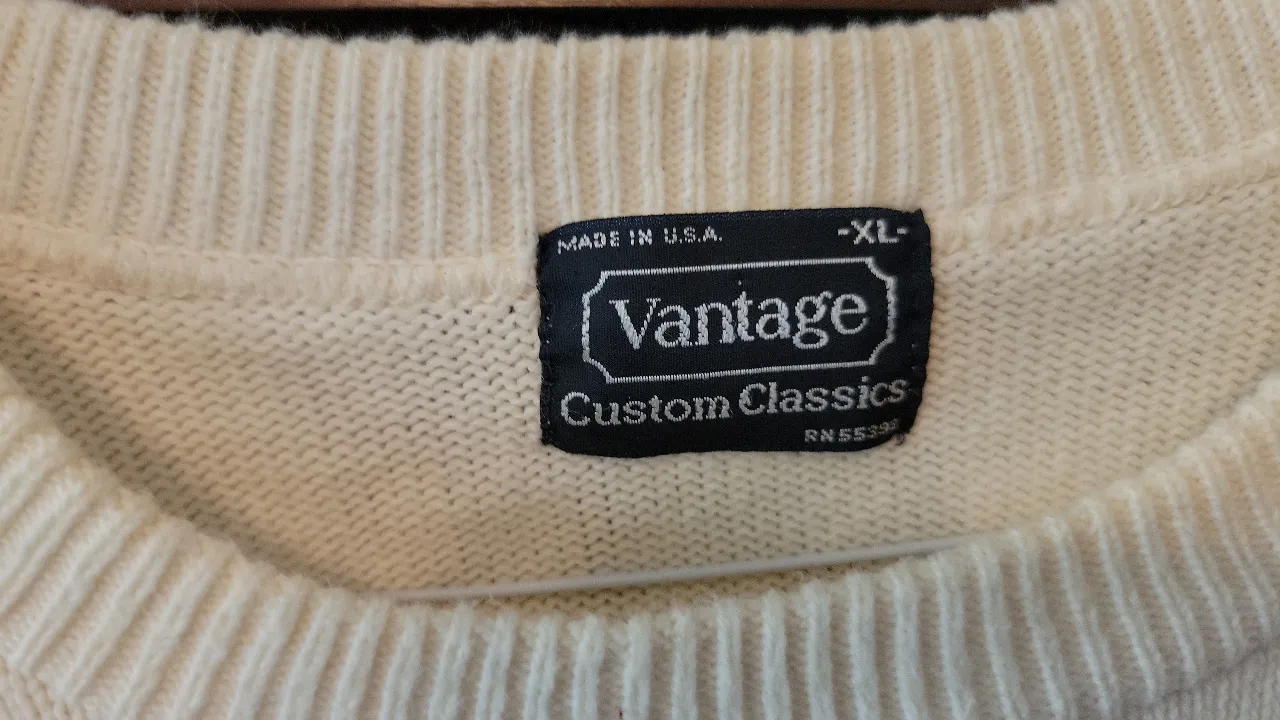 MADE IN U.S.A. -XL-
Vantage
Custom Classics